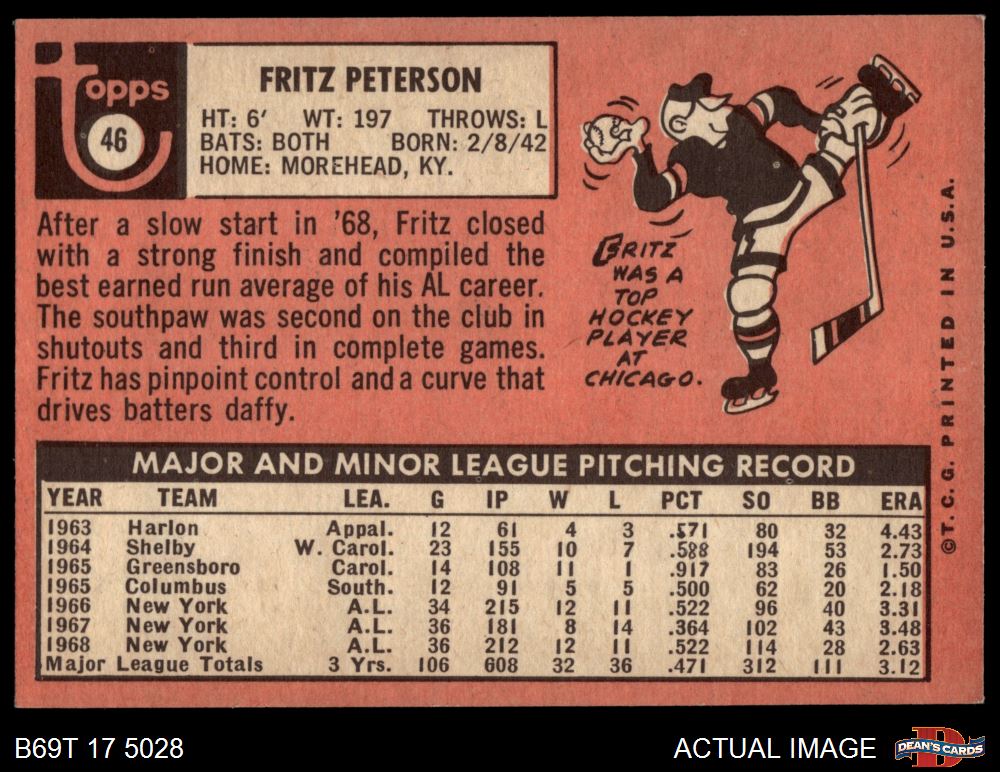 topps
46
FRITZ PETERSON
HT: 6' WT: 197 THROWS: L
BATS: BOTH BORN: 2/8/42
HOME: MOREHEAD, KY.
After a slow start in '68, Fritz closed
with a strong finish and compiled the
best earned run average of his AL career.
The southpaw was second on the club in
shutouts and third in complete games.
Fritz has pinpoint control and a curve that
drives batters daffy.
FRITZ
WAS A
TOP
HOCKEY
PLAYER
AT
CHICAGO.
©T.C.G. PRINTED IN U.S.A.
MAJOR AND MINOR LEAGUE PITCHING RECORD
YEAR TEAM LEA. G IP W L PCT SO BB ERA
1963 Harlon Appal. 12 61 4 3 .571 80 32 4.43
1964 Shelby W. Carol. 23 155 10 7 .588 194 53 2.73
1965 Greensboro Carol. 14 108 11 1 .917 83 26 1.50
1965 Columbus South. 12 91 5 5 .500 62 20 2.18
1966 New York A.L. 34 215 12 11 .522 96 40 3.31
1967 New York A.L. 36 181 8 14 .364 102 43 3.48
1968 New York A.L. 36 212 12 11 .522 114 28 2.63
Major League Totals 3 Yrs. 106 608 32 36 .471 312 111 3.12
B69T 17 5028
ACTUAL IMAGE
D
DEAN'S CARDS